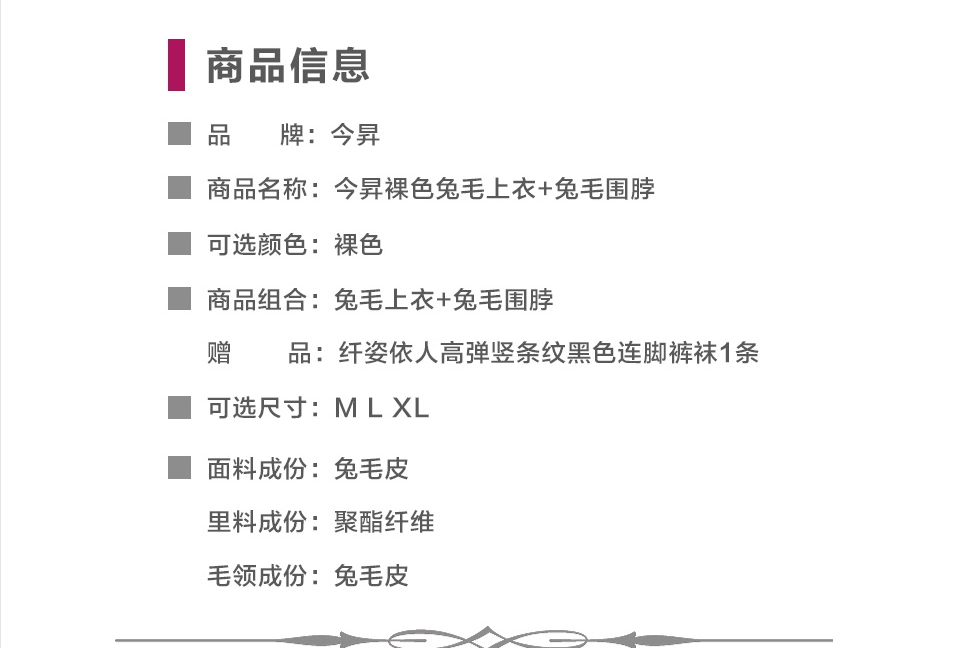 商品信息
品 牌：今昇
商品名称：今昇裸色兔毛上衣+兔毛围脖
可选颜色：裸色
商品组合：兔毛上衣+兔毛围脖
赠 品：纤姿依人高弹竖条纹黑色连脚裤袜1条
可选尺寸：M L XL
面料成份：兔毛皮
里料成份：聚酯纤维
毛领成份：兔毛皮